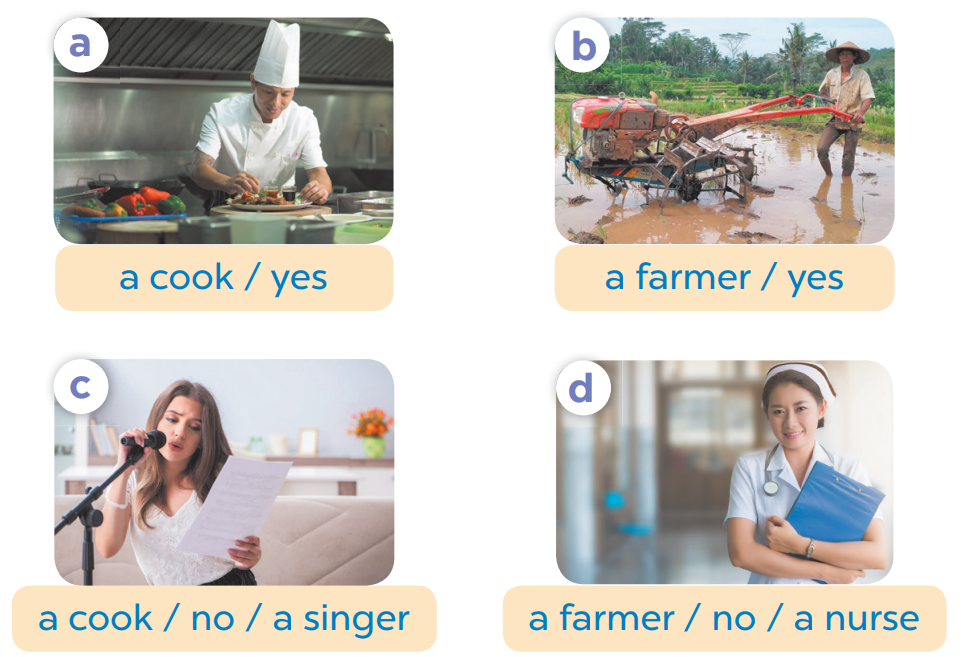 a
b
a cook / yes
a farmer / yes
c
d
a cook / no / a singer
a farmer / no / a nurse